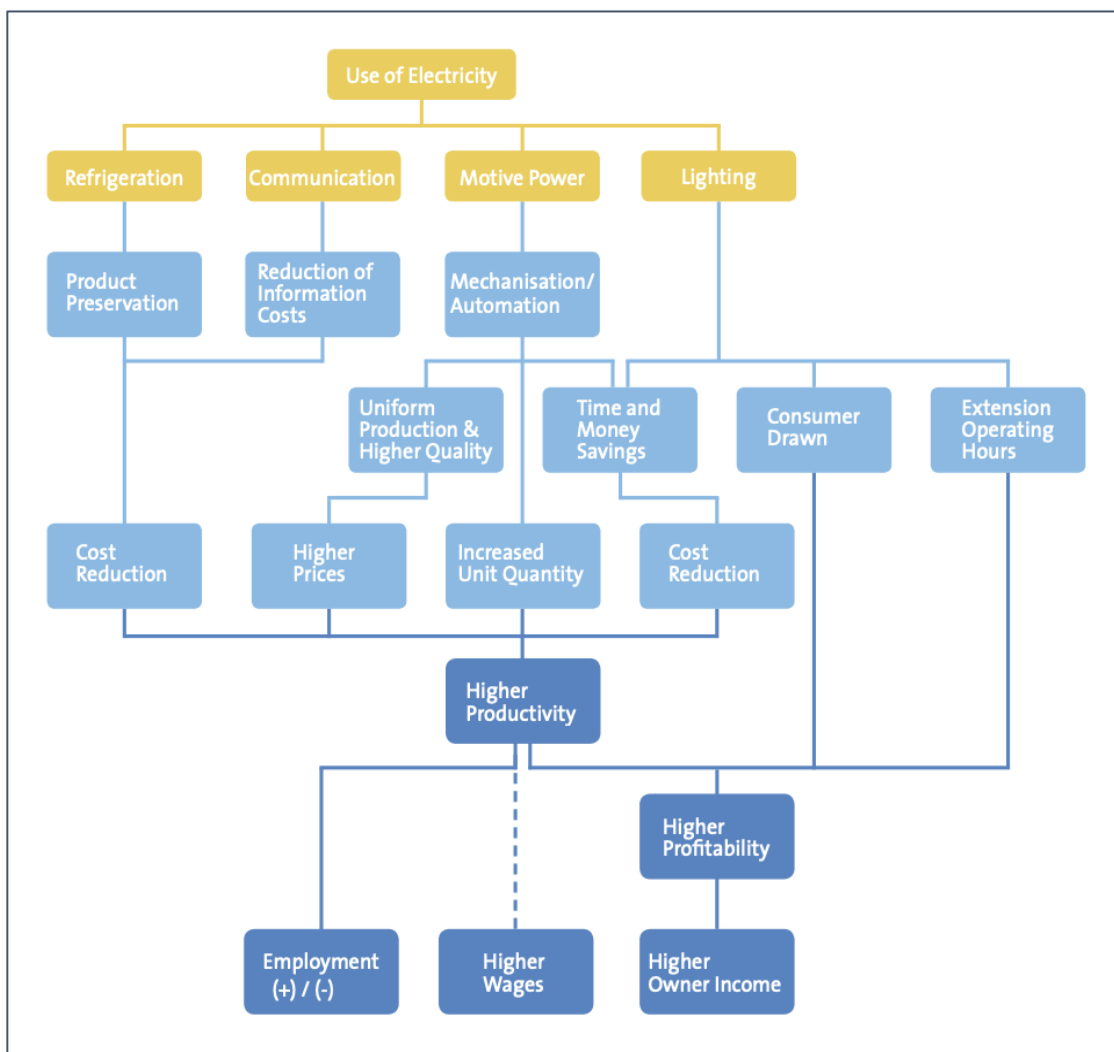 Use of Electricity
Refrigeration
Communication
Motive Power
Lighting
Product
Preservation
Reduction of
Information
Costs
Mechanisation/
Automation
Uniform
Production &
Higher Quality
Time and
Money
Savings
Consumer
Drawn
Extension
Operating
Hours
Cost
Reduction
Higher
Prices
Increased
Unit Quantity
Cost
Reduction
Higher
Productivity
Higher
Profitability
Employment
(+) / (-)
Higher
Wages
Higher
Owner Income